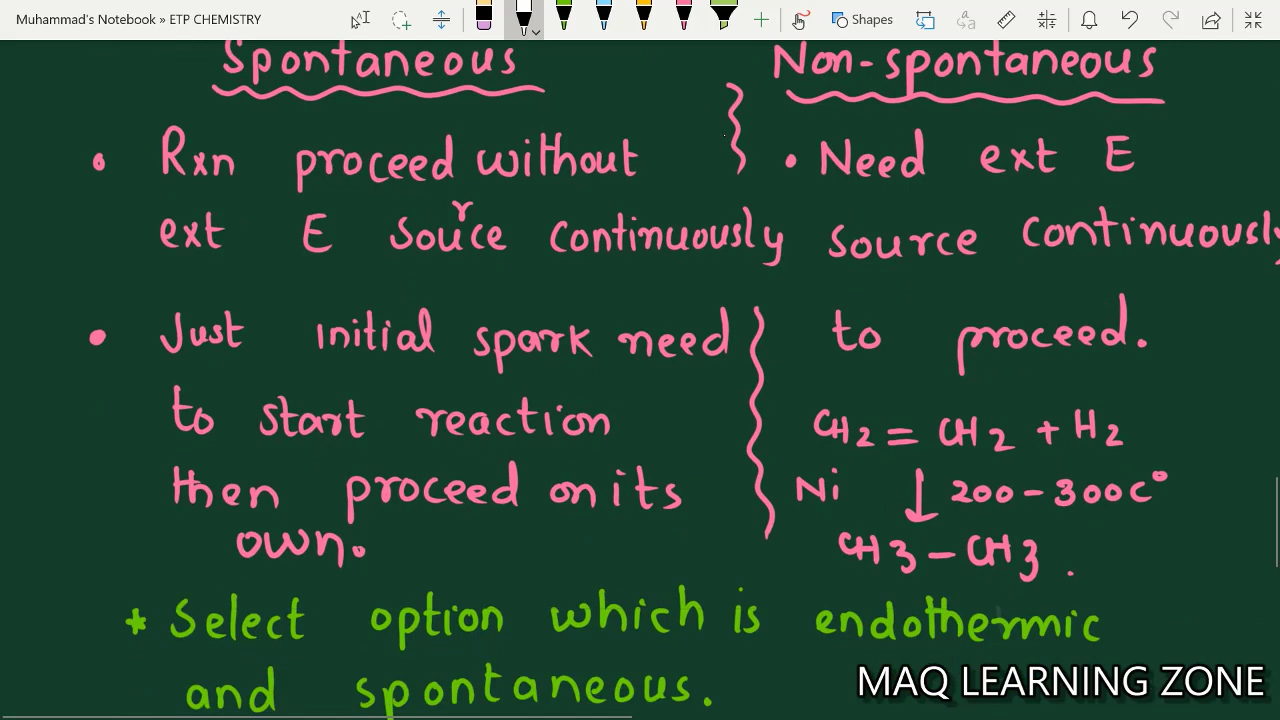 Muhammad's Notebook » ETP CHEMISTRY
Shapes
Spontaneous
• Rxn proceed without
ext E source continuously
• Just initial spark need
to start reaction
then proceed on its
own.
Non-spontaneous
• Need ext E
source continuously
to proceed.
CH2 = CH2 + H2
Ni ↓ 200-300C°
CH3-CH3.
* Select option which is endothermic
and spontaneous.
MAQ LEARNING ZONE